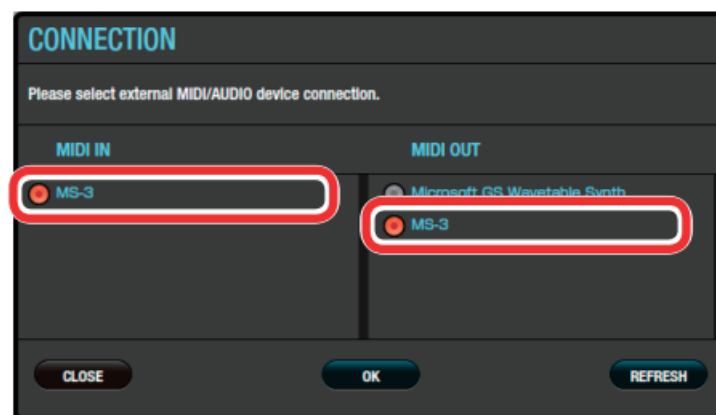 CONNECTION
Please select external MIDI/AUDIO device connection.
MIDI IN
MIDI OUT
MS-3
Microsoft GS Wavetable Synth
MS-3
CLOSE
OK
REFRESH